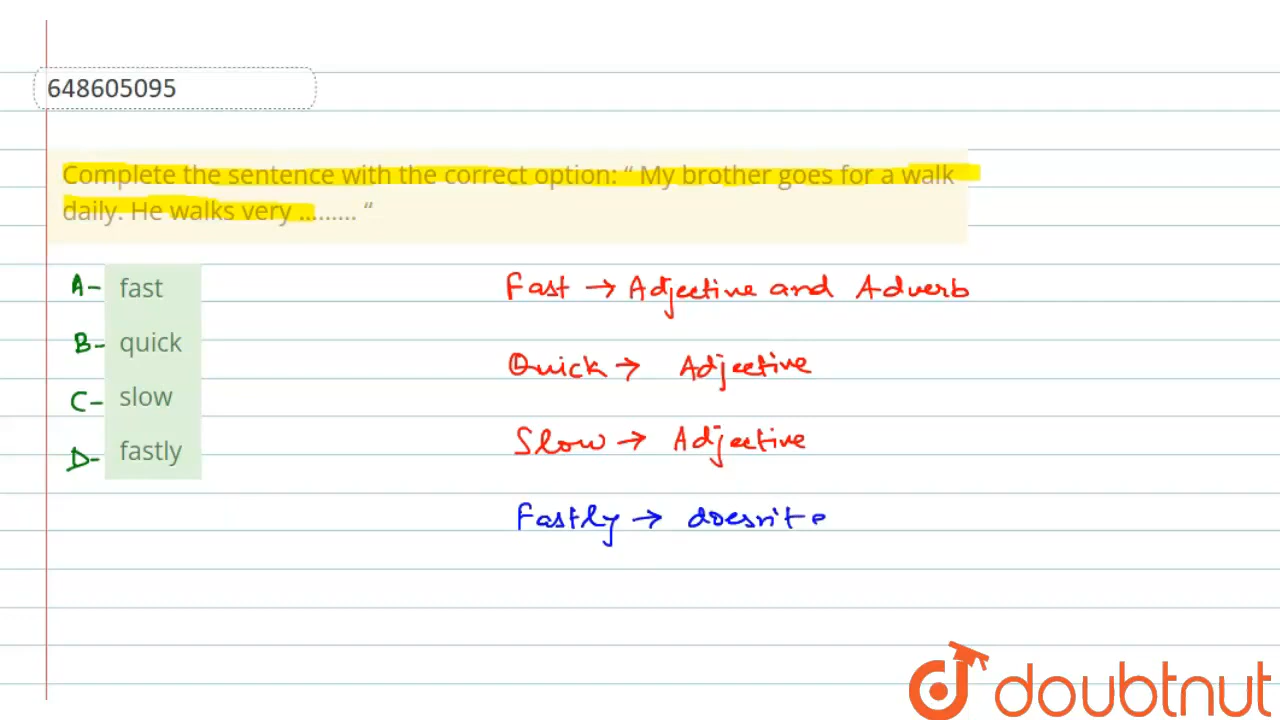 648605095
Complete the sentence with the correct option: “ My brother goes for a walk
daily. He walks very ......... “
A- fast
Fast → Adjective and Adverb
B- quick
Quick → Adjective
C- slow
Slow → Adjective
D- fastly
Fastly → doesn't e
doubtnut